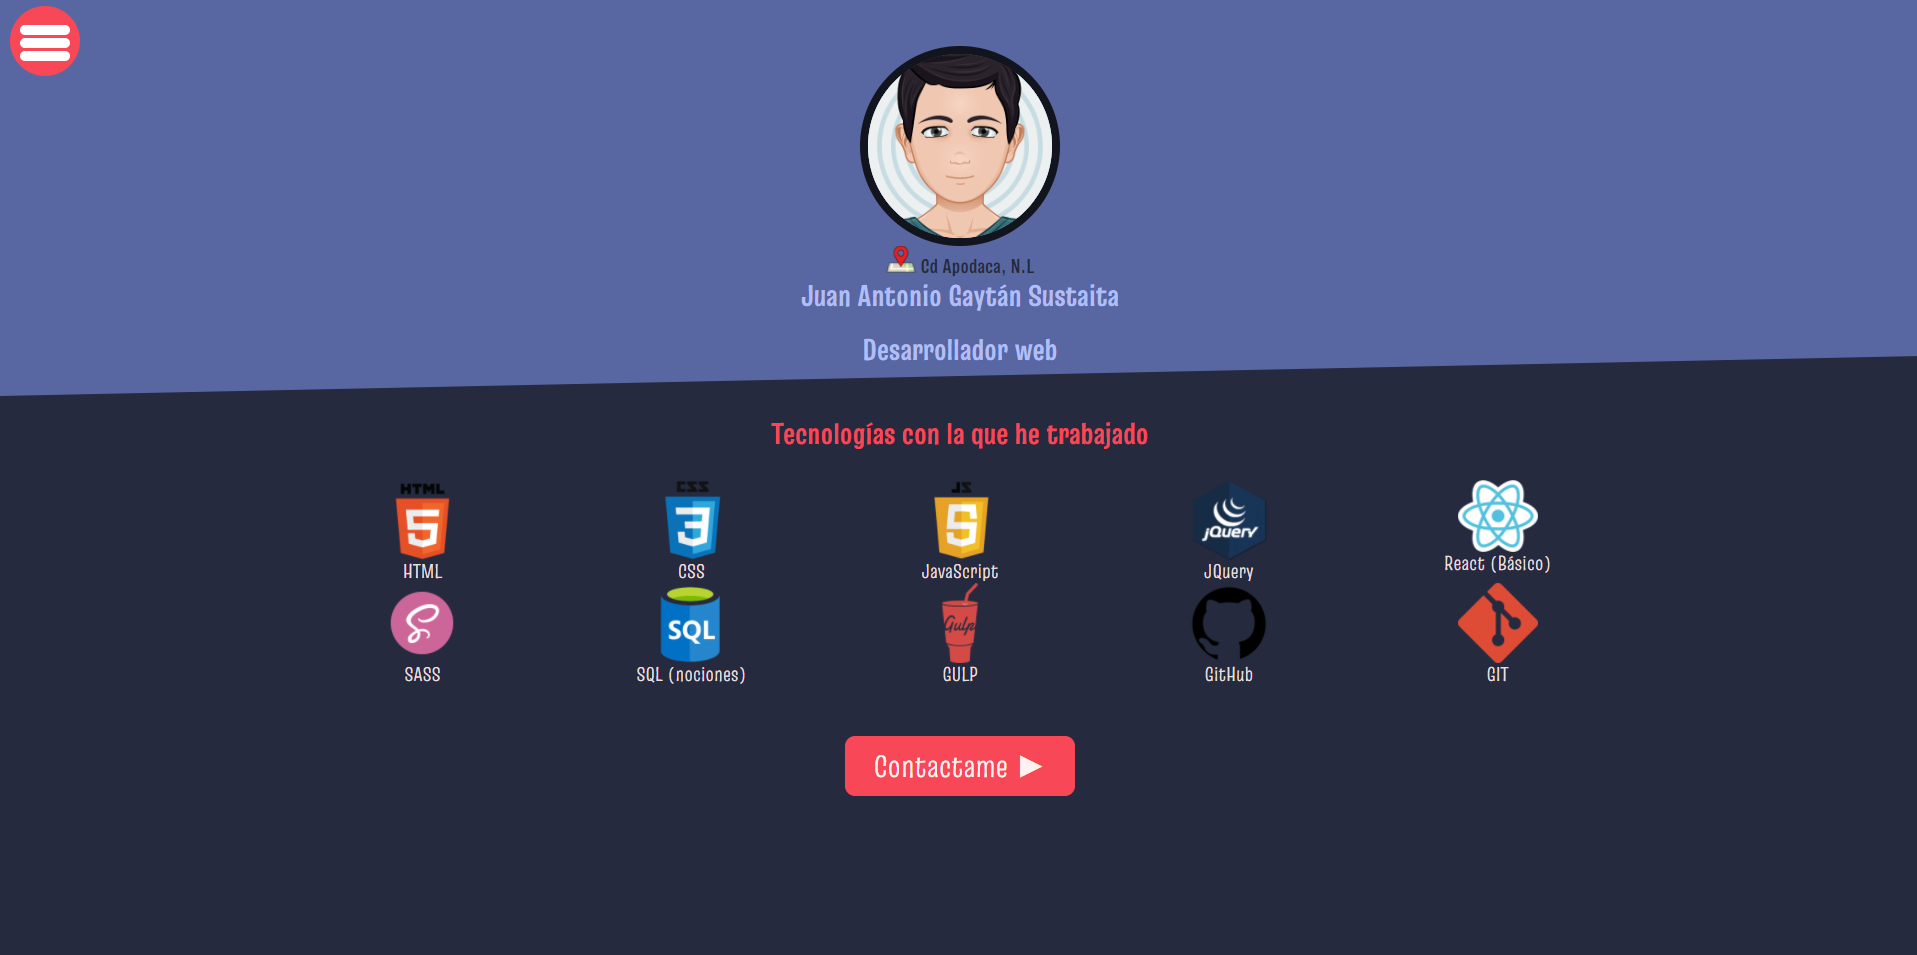 Cd Apodaca, N.L
Juan Antonio Gaytán Sustaita
Desarrollador web
Tecnologías con la que he trabajado
HTML CSS JS jQuery
5 3 S
HTML CSS JavaScript JQuery React (Básico)
SQL Gulp
SASS SQL (nociones) GULP GitHub GIT
Contactame